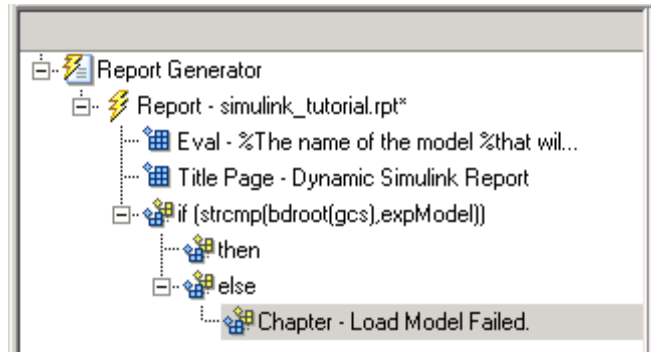 Report Generator
Report - simulink_tutorial.rpt*
Eval - %The name of the model %that wil...
Title Page - Dynamic Simulink Report
if (strcmp(bdroot(gcs),expModel))
then
else
Chapter - Load Model Failed.